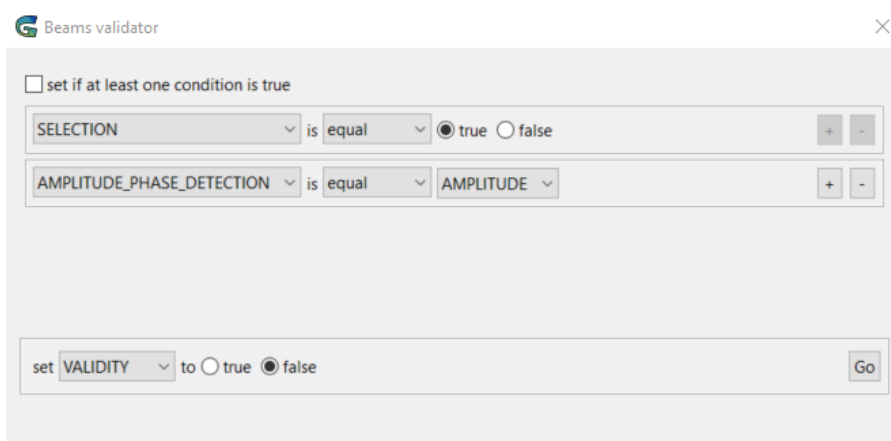 Beams validator
set if at least one condition is true
SELECTION is equal true false + -
AMPLITUDE_PHASE_DETECTION is equal AMPLITUDE + -
set VALIDITY to true false Go